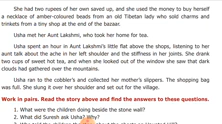 She had two rupees of her own saved up, and she used the money to buy herself
a necklace of amber-coloured beads from an old Tibetan lady who sold charms and
trinkets from a tiny shop at the end of the bazaar.
Usha met her Aunt Lakshmi, who took her home for tea.
Usha spent an hour in Aunt Lakshmi's little flat above the shops, listening to her
aunt talk about the ache in her left shoulder and the stiffness in her joints. She drank
two cups of sweet hot tea, and when she looked out of the window she saw that dark
clouds had gathered over the mountains.
Usha ran to the cobbler's and collected her mother's slippers. The shopping bag
was full. She slung it over her shoulder and set out for the village.
Work in pairs. Read the story above and find the answers to these questions.
1. What were the children doing beside the stone wall?
2. What did Suresh ask Usha? Why?